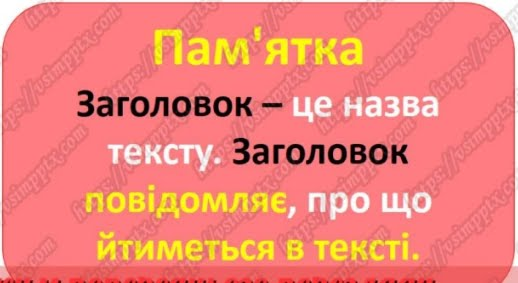 Пам'ятка
Заголовок – це назва
тексту. Заголовок
повідомляє, про що
йтиметься в тексті.